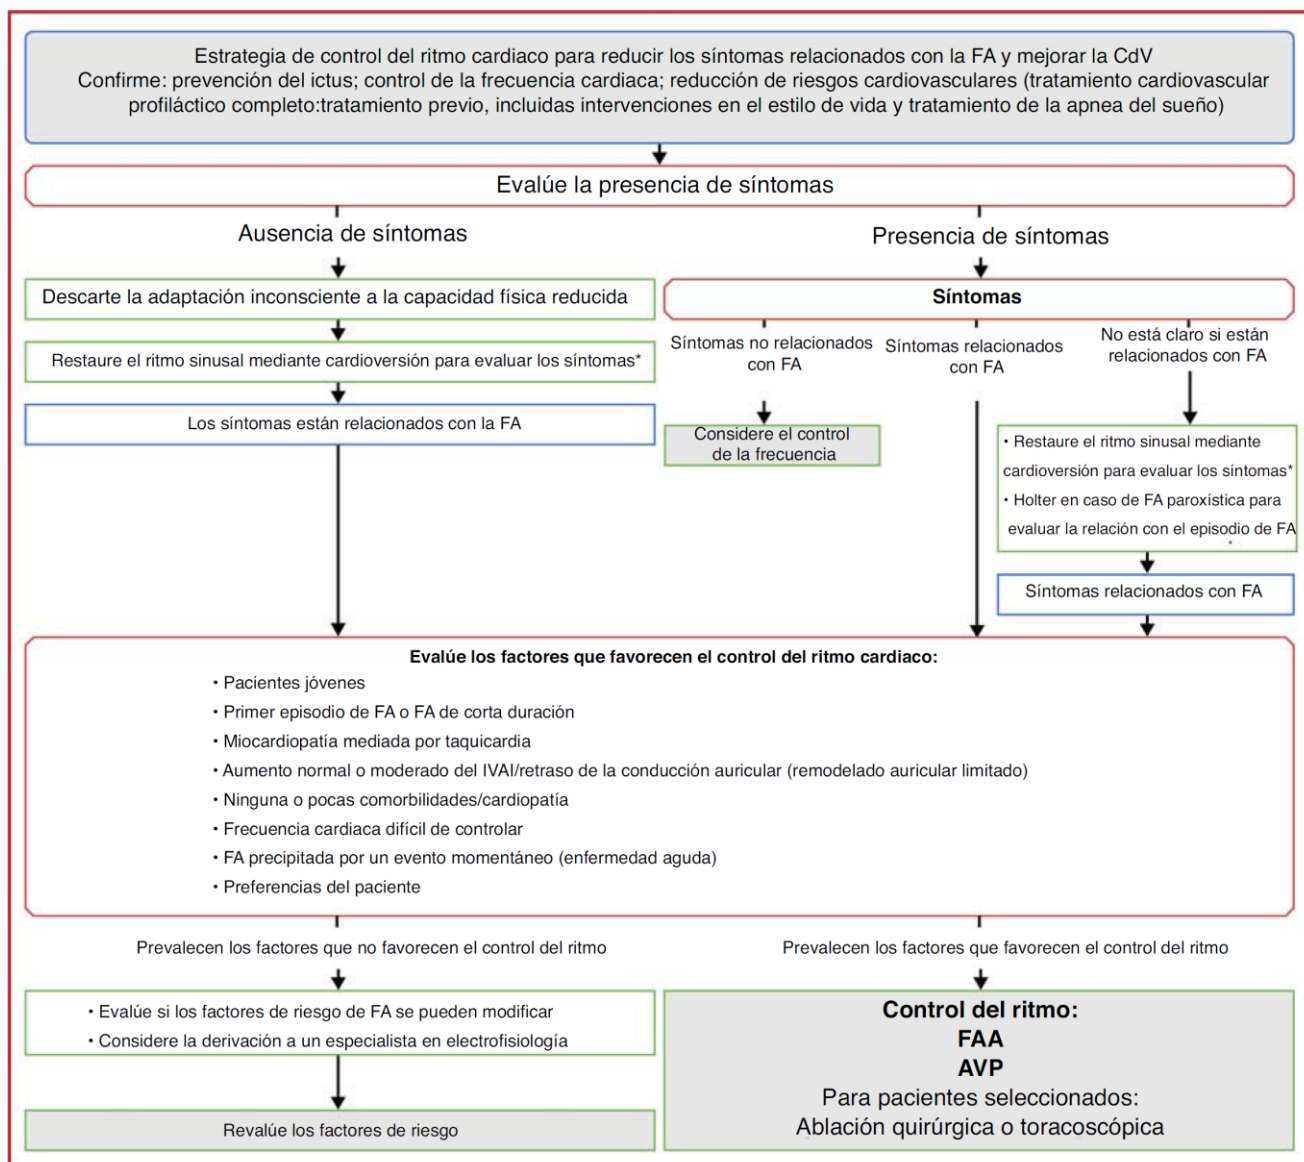 Estrategia de control del ritmo cardiaco para reducir los síntomas relacionados con la FA y mejorar la CdV
Confirme: prevención del ictus; control de la frecuencia cardiaca; reducción de riesgos cardiovasculares (tratamiento cardiovascular
profiláctico completo:tratamiento previo, incluidas intervenciones en el estilo de vida y tratamiento de la apnea del sueño)
Evalúe la presencia de síntomas
Ausencia de síntomas
Descarte la adaptación inconsciente a la capacidad física reducida
Restaure el ritmo sinusal mediante cardioversión para evaluar los síntomas*
Los síntomas están relacionados con la FA
Presencia de síntomas
Síntomas
Síntomas no relacionados
con FA
Considere el control
de la frecuencia
Síntomas relacionados
con FA
No está claro si están
relacionados con FA
• Restaure el ritmo sinusal mediante
cardioversión para evaluar los síntomas*
• Holter en caso de FA paroxística para
evaluar la relación con el episodio de FA
*
Síntomas relacionados con FA
Evalúe los factores que favorecen el control del ritmo cardiaco:
• Pacientes jóvenes
• Primer episodio de FA o FA de corta duración
• Miocardiopatía mediada por taquicardia
• Aumento normal o moderado del IVAI/retraso de la conducción auricular (remodelado auricular limitado)
• Ninguna o pocas comorbilidades/cardiopatía
• Frecuencia cardiaca difícil de controlar
• FA precipitada por un evento momentáneo (enfermedad aguda)
• Preferencias del paciente
Prevalecen los factores que no favorecen el control del ritmo
• Evalúe si los factores de riesgo de FA se pueden modificar
• Considere la derivación a un especialista en electrofisiología
Revalúe los factores de riesgo
Prevalecen los factores que favorecen el control del ritmo
Control del ritmo:
FAA
AVP
Para pacientes seleccionados:
Ablación quirúrgica o toracoscópica